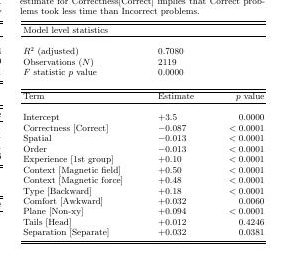 estimate for Correctness[Correct] implies that Correct prob-
lems took less time than Incorrect problems.
Model level statistics
R² (adjusted) 0.7080
Observations (N) 2119
F statistic p value 0.0000
Term Estimate p value
Intercept +3.5 0.0000
Correctness [Correct] −0.087 < 0.0001
Spatial −0.013 < 0.0001
Order −0.013 < 0.0001
Experience [1st group] +0.10 < 0.0001
Context [Magnetic field] +0.50 < 0.0001
Context [Magnetic force] +0.48 < 0.0001
Type [Backward] +0.18 < 0.0001
Comfort [Awkward] +0.032 0.0060
Plane [Non-xy] +0.094 < 0.0001
Tails [Head] +0.012 0.4246
Separation [Separate] +0.032 0.0381